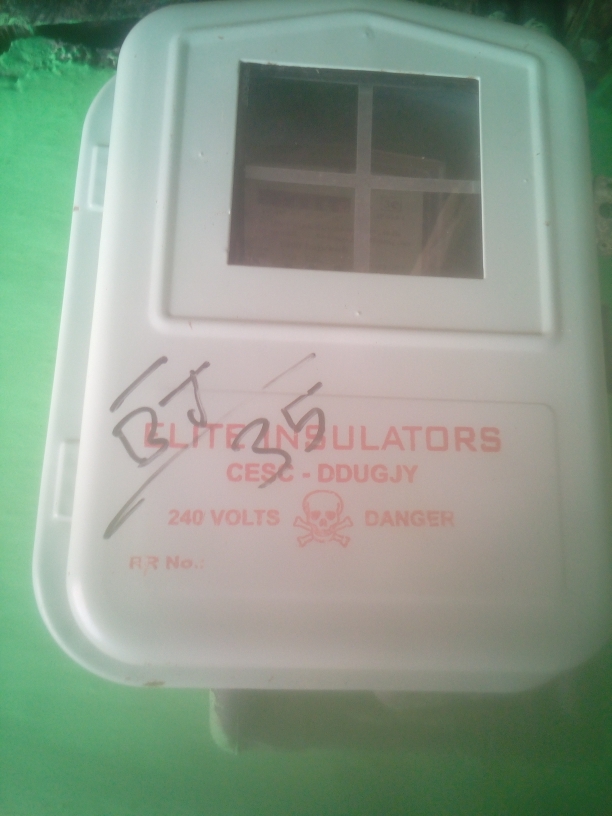 BJ/35
ELITE INSULATORS
CESC - DDUGJY
240 VOLTS DANGER
RR No.: